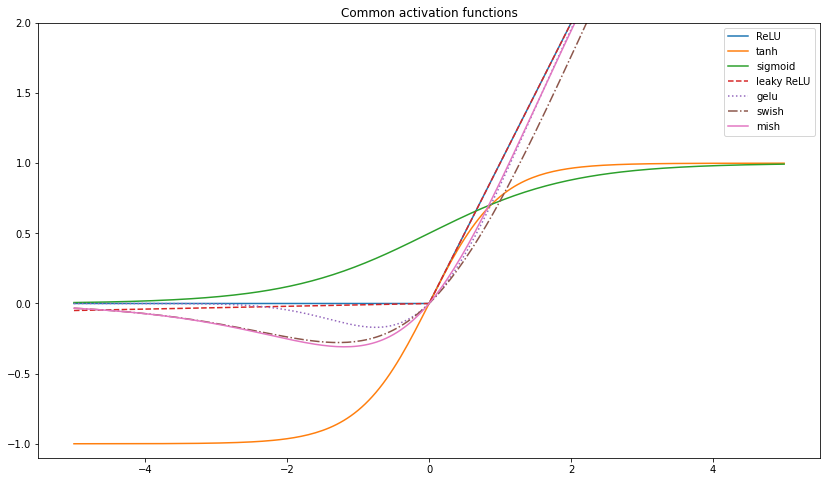 Common activation functions
2.0
1.5
1.0
0.5
0.0
−0.5
−1.0
−4
−2
0
2
4
ReLU
tanh
sigmoid
leaky ReLU
gelu
swish
mish